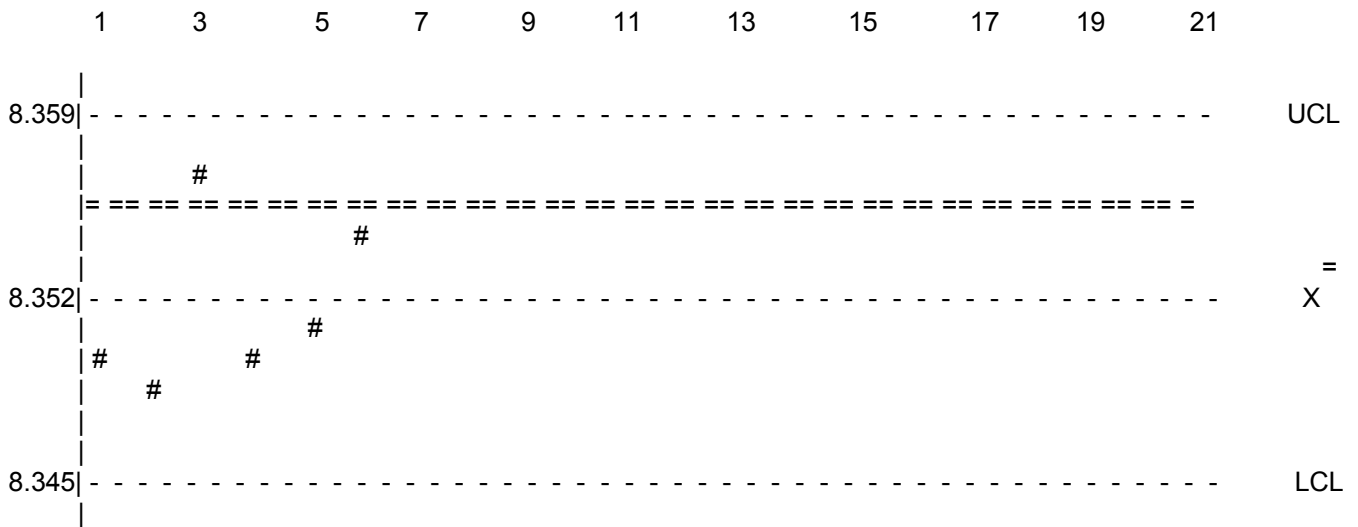 1 3 5 7 9 11 13 15 17 19 21
|
8.359| - - - - - - - - - - - - - - - - - - - - - - - - -- - - - - - - - - - - - - - - - - - - - - - - UCL
|
| #
|= == == == == == == == == == == == == == == == == == == == == == == == == == == == =
| #
| =
8.352| - - - - - - - - - - - - - - - - - - - - - - - - - - - - - - - - - - - - - - - - - - - - - - - - - - - - X
| #
| # #
| #
|
|
8.345| - - - - - - - - - - - - - - - - - - - - - - - - - - - - - - - - - - - - - - - - - - - - - - - - - - - - LCL
|